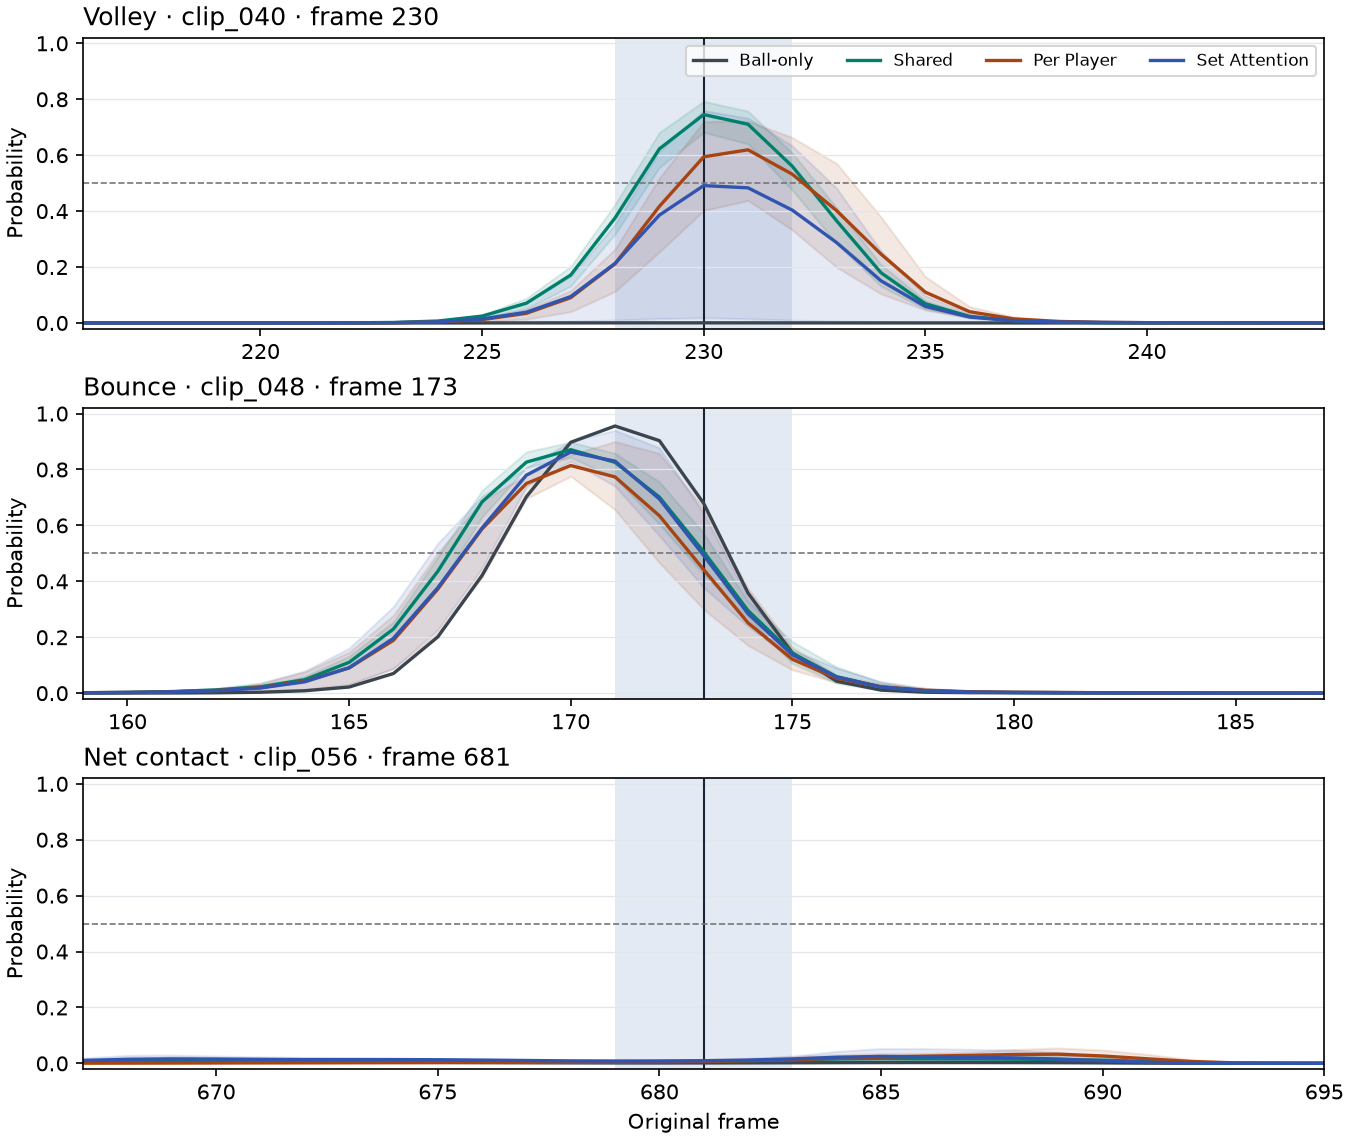 Volley · clip_040 · frame 230
Ball-only Shared Per Player Set Attention
1.0
0.8
0.6
0.4
0.2
0.0
Probability
220 225 230 235 240
Bounce · clip_048 · frame 173
1.0
0.8
0.6
0.4
0.2
0.0
Probability
160 165 170 175 180 185
Net contact · clip_056 · frame 681
1.0
0.8
0.6
0.4
0.2
0.0
Probability
670 675 680 685 690 695
Original frame